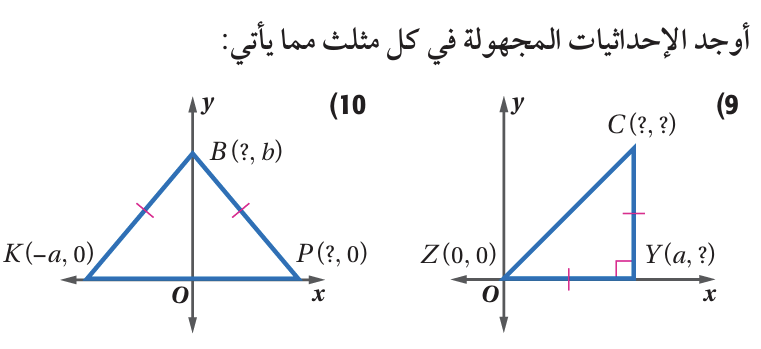 أوجد الإحداثيات المجهولة في كل مثلث مما يأتي:
(9
y
C(?, ?)
Z(0, 0)
Y(a, ?)
O
x
(10
y
B(?, b)
K(−a, 0)
P(?, 0)
O
x